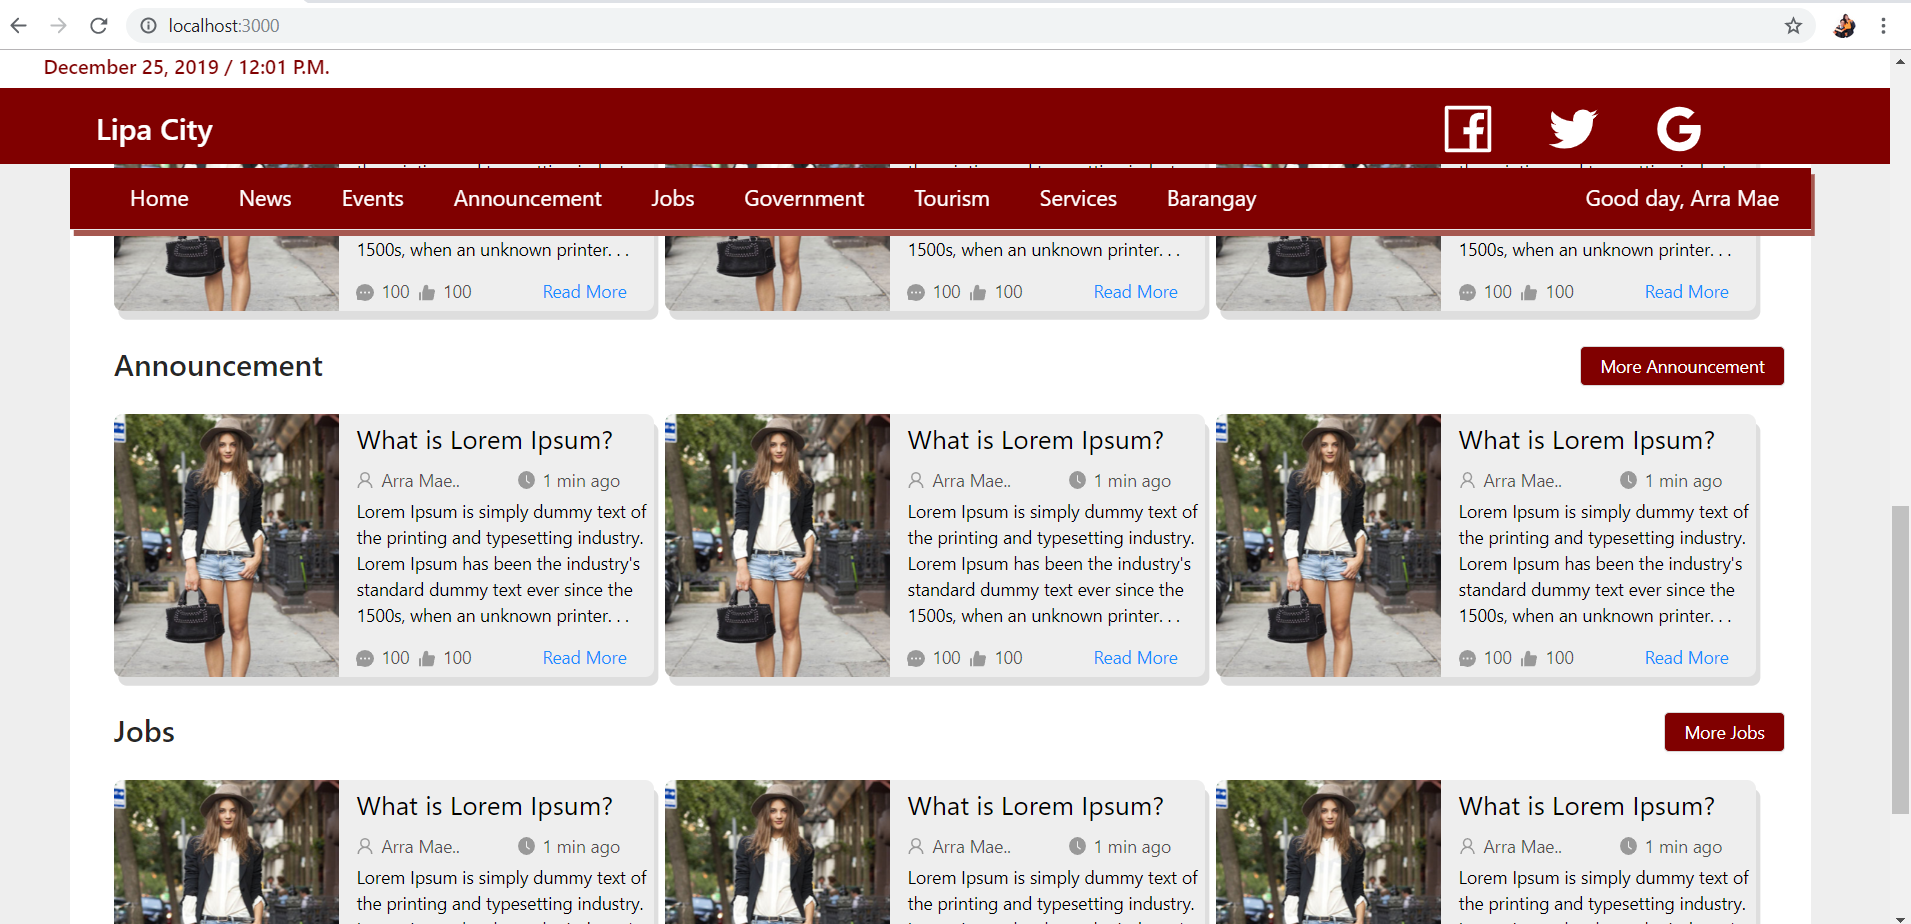 localhost:3000
December 25, 2019 / 12:01 P.M.
Lipa City
Home News Events Announcement Jobs Government Tourism Services Barangay Good day, Arra Mae
1500s, when an unknown printer. . .
100 100 Read More
1500s, when an unknown printer. . .
100 100 Read More
1500s, when an unknown printer. . .
100 100 Read More
Announcement
More Announcement
What is Lorem Ipsum?
Arra Mae.. 1 min ago
Lorem Ipsum is simply dummy text of
the printing and typesetting industry.
Lorem Ipsum has been the industry's
standard dummy text ever since the
1500s, when an unknown printer. . .
100 100 Read More
What is Lorem Ipsum?
Arra Mae.. 1 min ago
Lorem Ipsum is simply dummy text of
the printing and typesetting industry.
Lorem Ipsum has been the industry's
standard dummy text ever since the
1500s, when an unknown printer. . .
100 100 Read More
What is Lorem Ipsum?
Arra Mae.. 1 min ago
Lorem Ipsum is simply dummy text of
the printing and typesetting industry.
Lorem Ipsum has been the industry's
standard dummy text ever since the
1500s, when an unknown printer. . .
100 100 Read More
Jobs
More Jobs
What is Lorem Ipsum?
Arra Mae.. 1 min ago
Lorem Ipsum is simply dummy text of
the printing and typesetting industry.
What is Lorem Ipsum?
Arra Mae.. 1 min ago
Lorem Ipsum is simply dummy text of
the printing and typesetting industry.
What is Lorem Ipsum?
Arra Mae.. 1 min ago
Lorem Ipsum is simply dummy text of
the printing and typesetting industry.